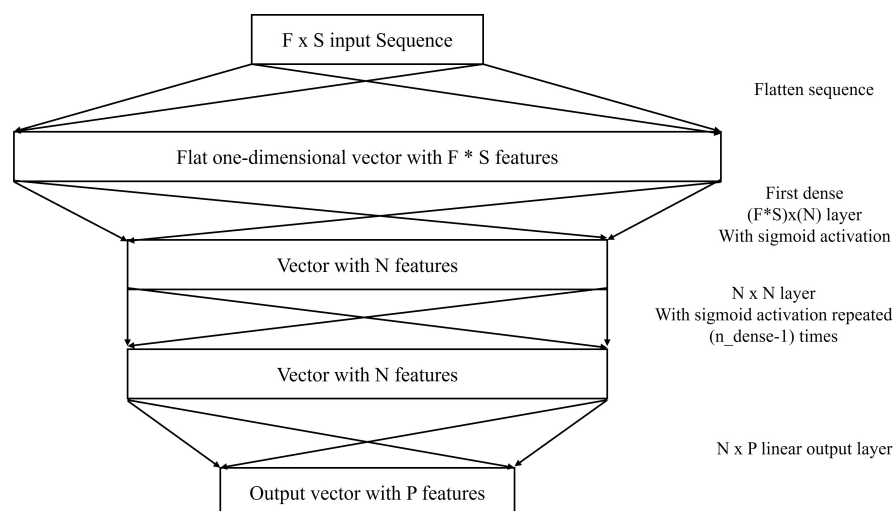 F x S input Sequence
Flatten sequence
Flat one-dimensional vector with F * S features
First dense
(F*S)x(N) layer
With sigmoid activation
Vector with N features
N x N layer
With sigmoid activation repeated
(n_dense-1) times
Vector with N features
N x P linear output layer
Output vector with P features